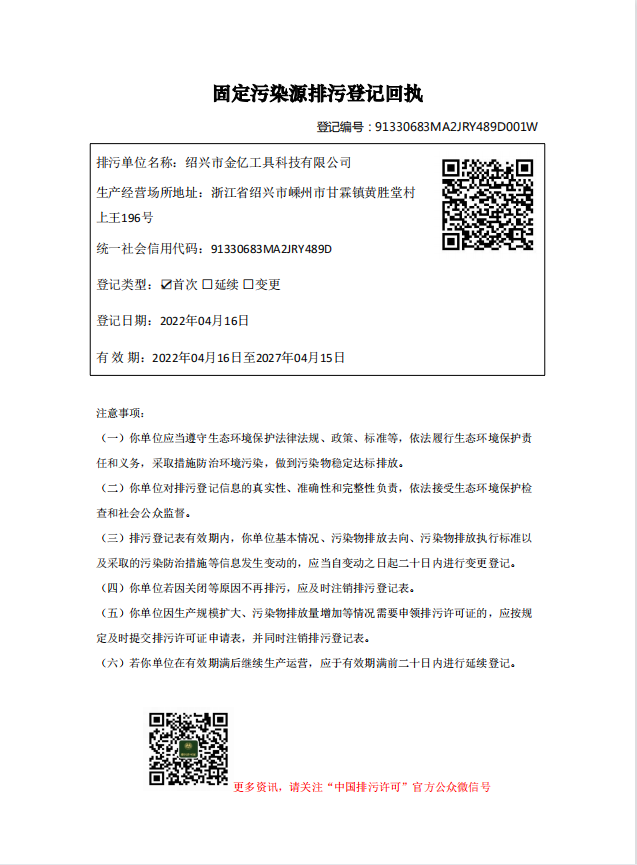 固定污染源排污登记回执
登记编号：91330683MA2JRY489D001W
排污单位名称：绍兴市金亿工具科技有限公司
生产经营场所地址：浙江省绍兴市嵊州市甘霖镇黄胜堂村
上王196号
统一社会信用代码：91330683MA2JRY489D
登记类型：☑首次 ☐延续 ☐变更
登记日期：2022年04月16日
有 效 期：2022年04月16日至2027年04月15日
注意事项：
（一）你单位应当遵守生态环境保护法律法规、政策、标准等，依法履行生态环境保护责
任和义务，采取措施防治环境污染，做到污染物稳定达标排放。
（二）你单位对排污登记信息的真实性、准确性和完整性负责，依法接受生态环境保护检
查和社会公众监督。
（三）排污登记表有效期内，你单位基本情况、污染物排放去向、污染物排放执行标准以
及采取的污染防治措施等信息发生变动的，应当自变动之日起二十日内进行变更登记。
（四）你单位若因关闭等原因不再排污，应及时注销排污登记表。
（五）你单位因生产规模扩大、污染物排放量增加等情况需要申领排污许可证的，应按规
定及时提交排污许可证申请表，并同时注销排污登记表。
（六）若你单位在有效期满后继续生产运营，应于有效期满前二十日内进行延续登记。
更多资讯，请关注“中国排污许可”官方公众微信号